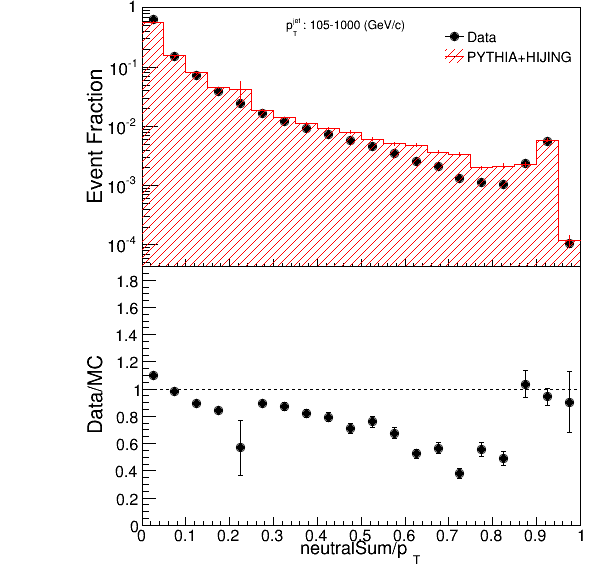 p_T^jet : 105-1000 (GeV/c)
Data
PYTHIA+HIJING
Event Fraction
1
10^-1
10^-2
10^-3
10^-4
Data/MC
1.8
1.6
1.4
1.2
1
0.8
0.6
0.4
0.2
0
0 0.1 0.2 0.3 0.4 0.5 0.6 0.7 0.8 0.9 1
neutralSum/p_T